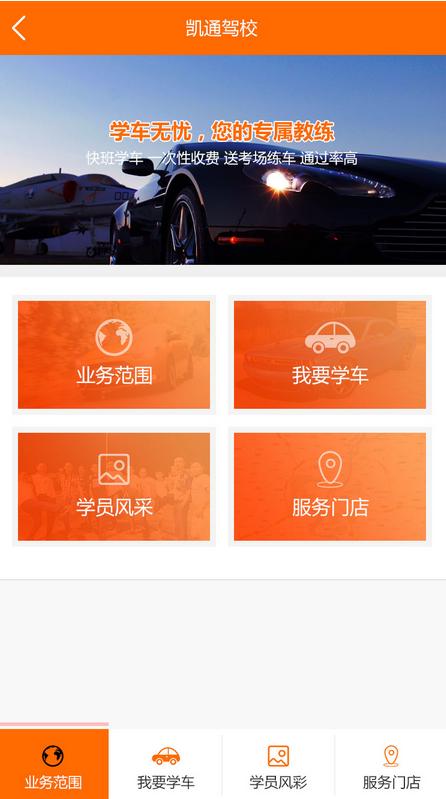 凯通驾校
学车无忧，您的专属教练
快班学车 一次性收费 送考场练车 通过率高
业务范围
我要学车
学员风采
服务门店
业务范围
我要学车
学员风彩
服务门店